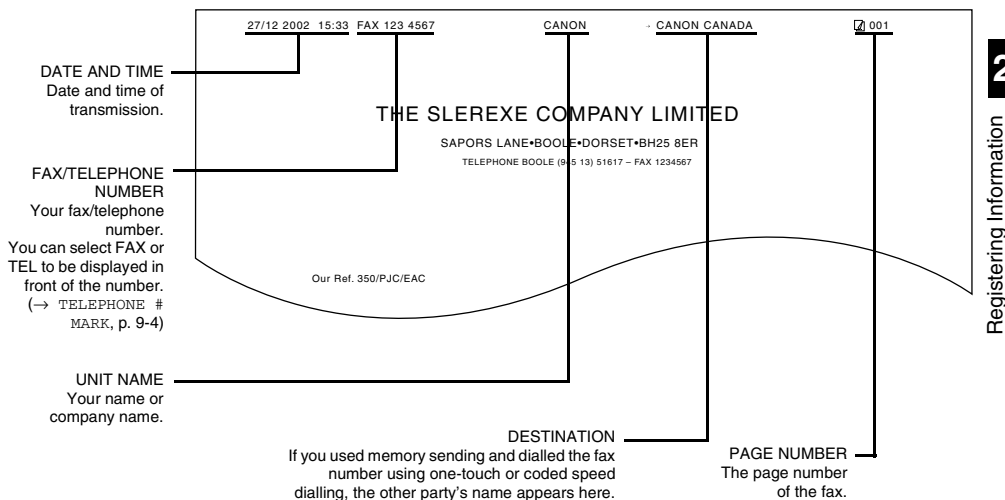 27/12 2002 15:33 FAX 123 4567 CANON → CANON CANADA 001
THE SLEREXE COMPANY LIMITED
SAPORS LANE•BOOLE•DORSET•BH25 8ER
TELEPHONE BOOLE (945 13) 51617 – FAX 1234567
Our Ref. 350/PJC/EAC
DATE AND TIME
Date and time of
transmission.
FAX/TELEPHONE
NUMBER
Your fax/telephone
number.
You can select FAX or
TEL to be displayed in
front of the number.
(→ TELEPHONE #
MARK, p. 9-4)
UNIT NAME
Your name or
company name.
DESTINATION
If you used memory sending and dialled the fax
number using one-touch or coded speed
dialling, the other party's name appears here.
PAGE NUMBER
The page number
of the fax.
2
Registering Information